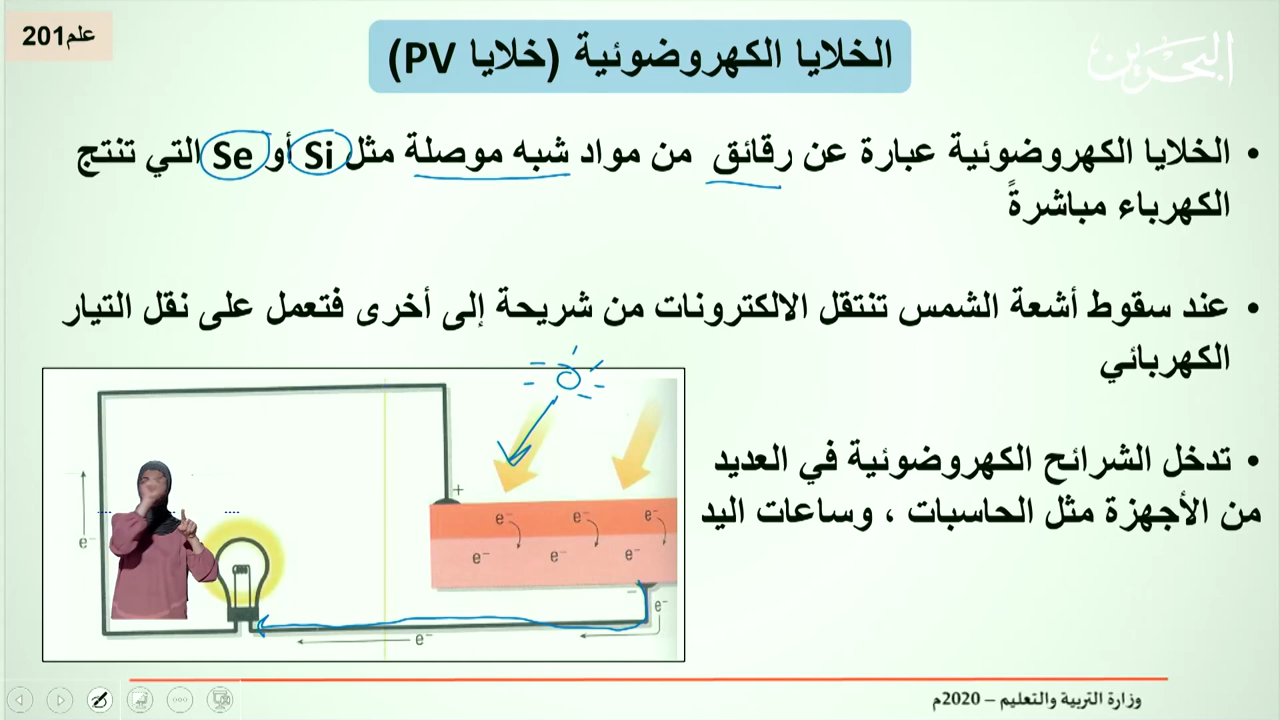 علم201
البحرين
الخلايا الكهروضوئية (خلايا PV)
• الخلايا الكهروضوئية عبارة عن رقائق من مواد شبه موصلة مثل Si أو Se التي تنتج
الكهرباء مباشرةً
• عند سقوط أشعة الشمس تنتقل الالكترونات من شريحة إلى أخرى فتعمل على نقل التيار
الكهربائي
• تدخل الشرائح الكهروضوئية في العديد
من الأجهزة مثل الحاسبات ، وساعات اليد
+
e⁻ e⁻ e⁻
e⁻ e⁻ e⁻
e⁻
−
e⁻
e⁻
وزارة التربية والتعليم – 2020م